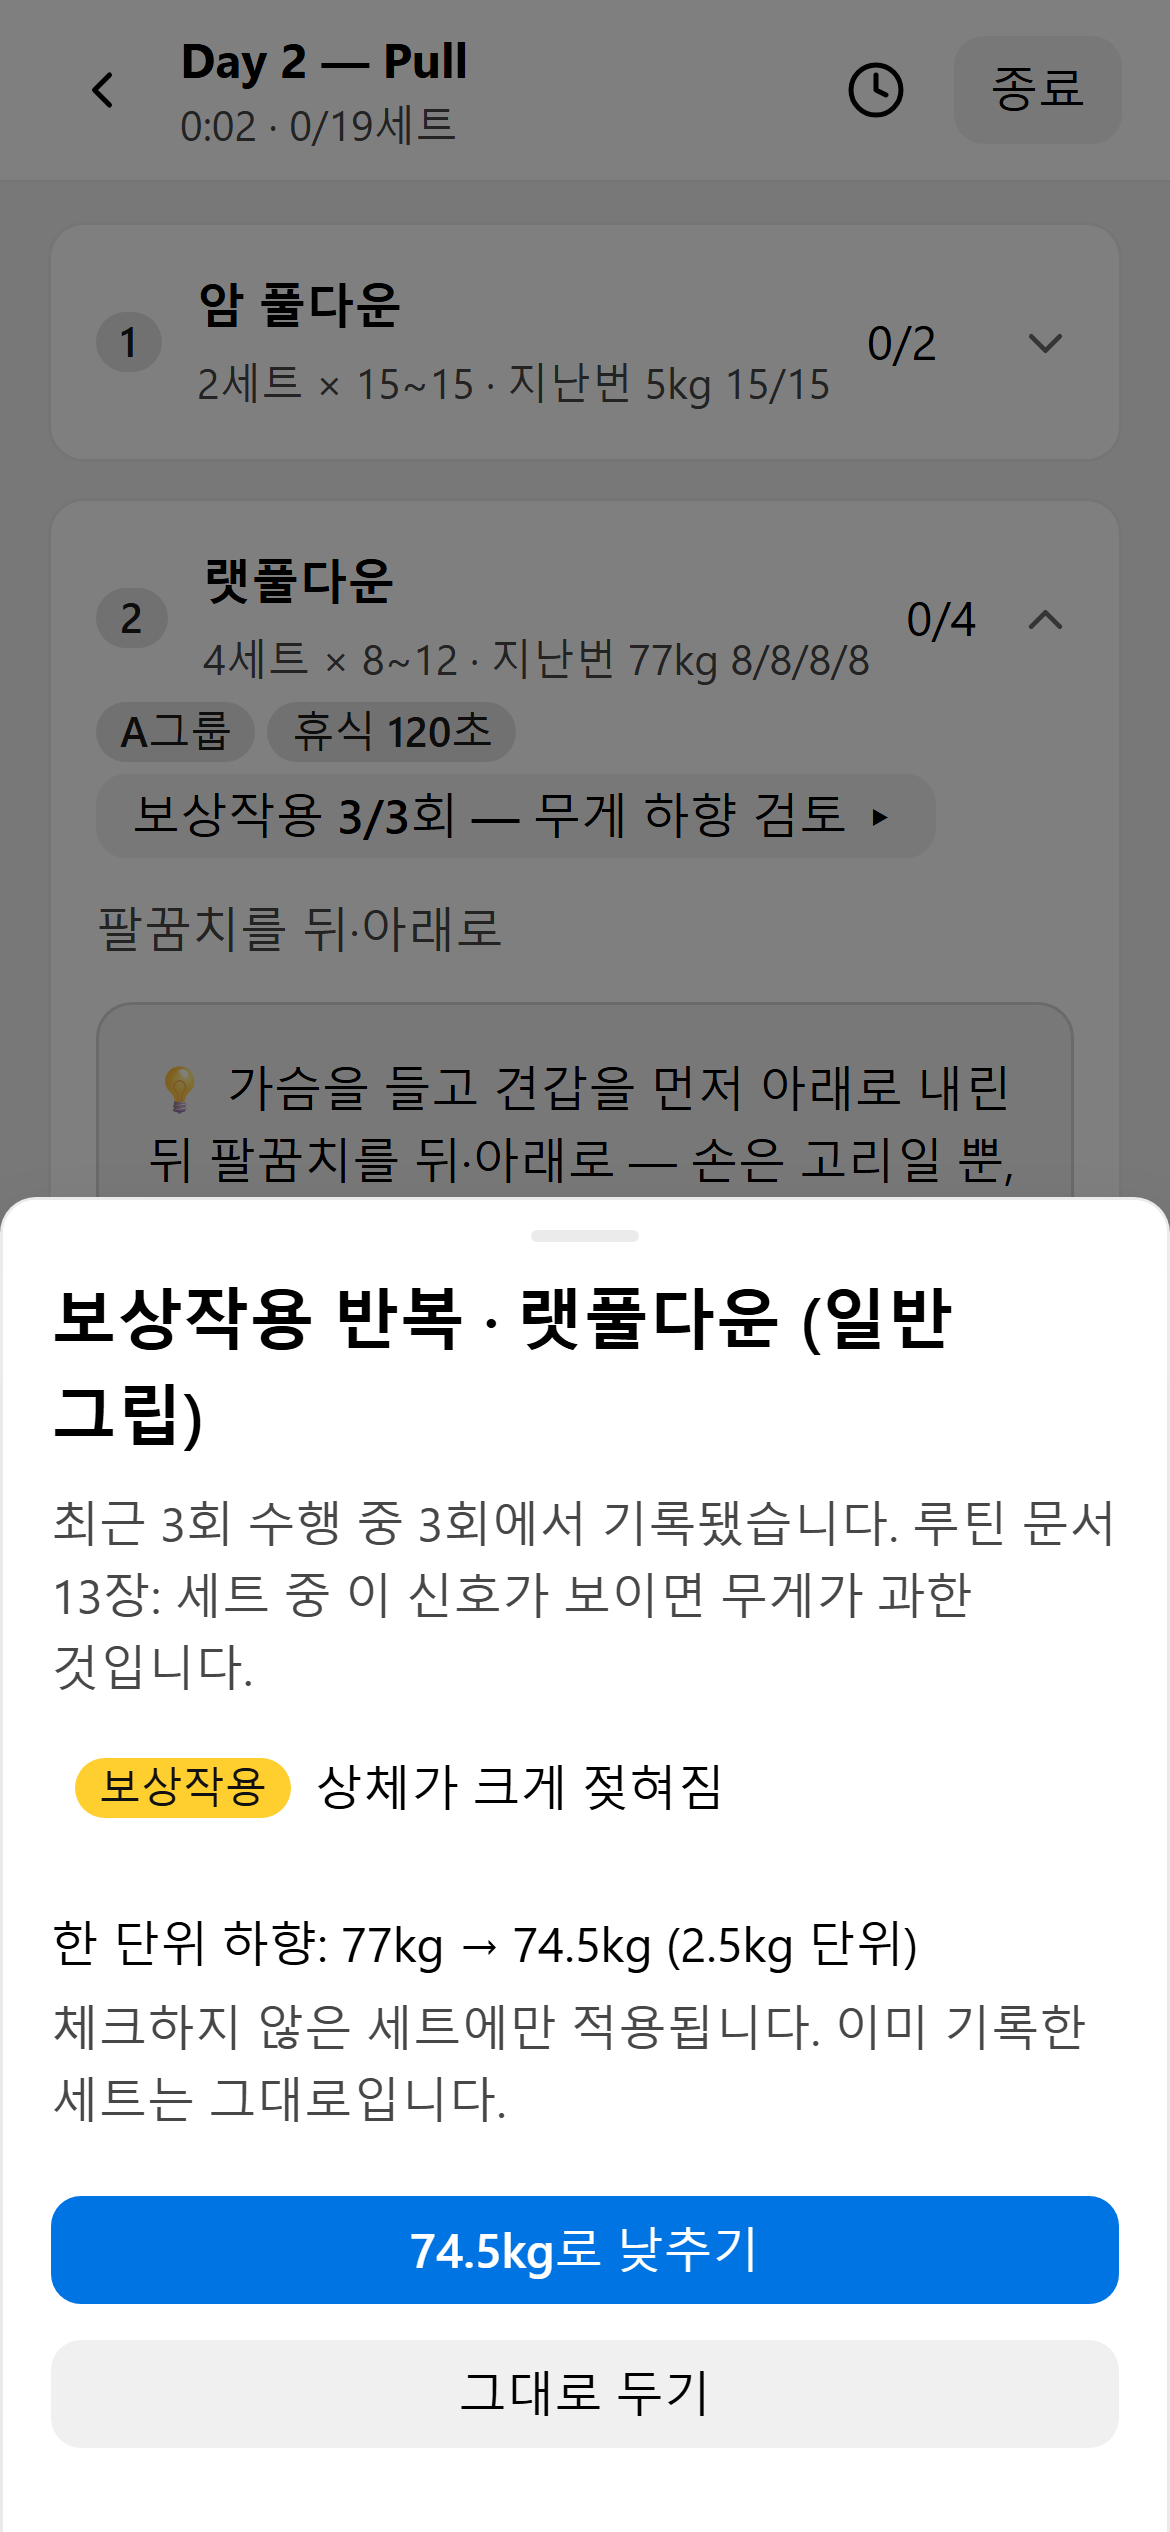 Day 2 — Pull
0:02 · 0/19세트
종료
1
암 풀다운
2세트 × 15~15 · 지난번 5kg 15/15
0/2
2
랫풀다운
4세트 × 8~12 · 지난번 77kg 8/8/8/8
0/4
A그룹
휴식 120초
보상작용 3/3회 — 무게 하향 검토 ▸
팔꿈치를 뒤·아래로
💡 가슴을 들고 견갑을 먼저 아래로 내린
뒤 팔꿈치를 뒤·아래로 — 손은 고리일 뿐,
보상작용 반복 · 랫풀다운 (일반
그립)
최근 3회 수행 중 3회에서 기록됐습니다. 루틴 문서
13장: 세트 중 이 신호가 보이면 무게가 과한
것입니다.
보상작용 상체가 크게 젖혀짐
한 단위 하향: 77kg → 74.5kg (2.5kg 단위)
체크하지 않은 세트에만 적용됩니다. 이미 기록한
세트는 그대로입니다.
74.5kg로 낮추기
그대로 두기